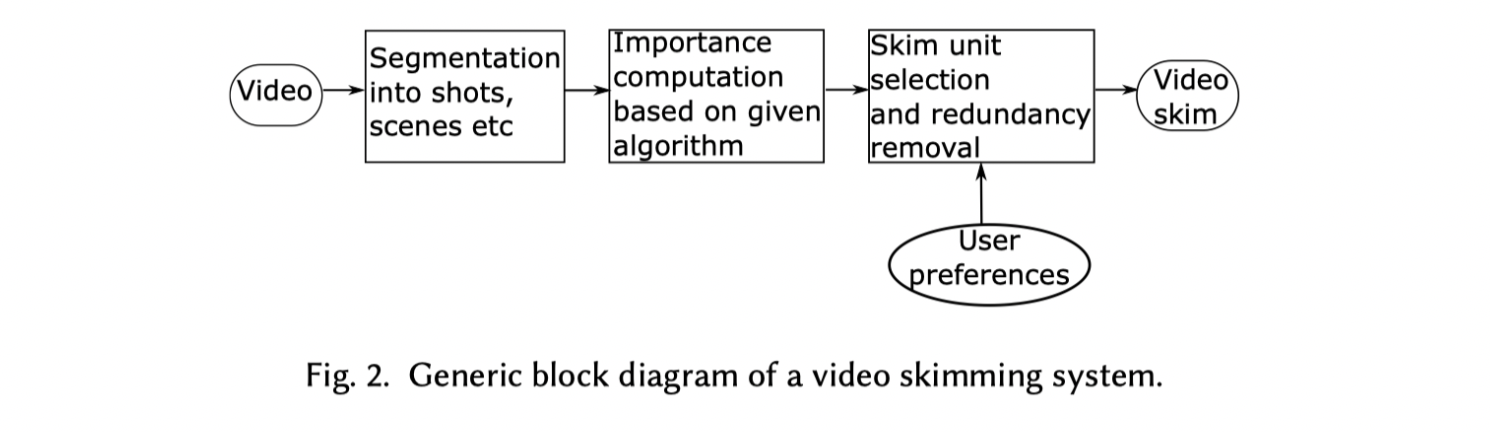 Video
Segmentation
into shots,
scenes etc
Importance
computation
based on given
algorithm
Skim unit
selection
and redundancy
removal
Video
skim
User
preferences
Fig. 2. Generic block diagram of a video skimming system.